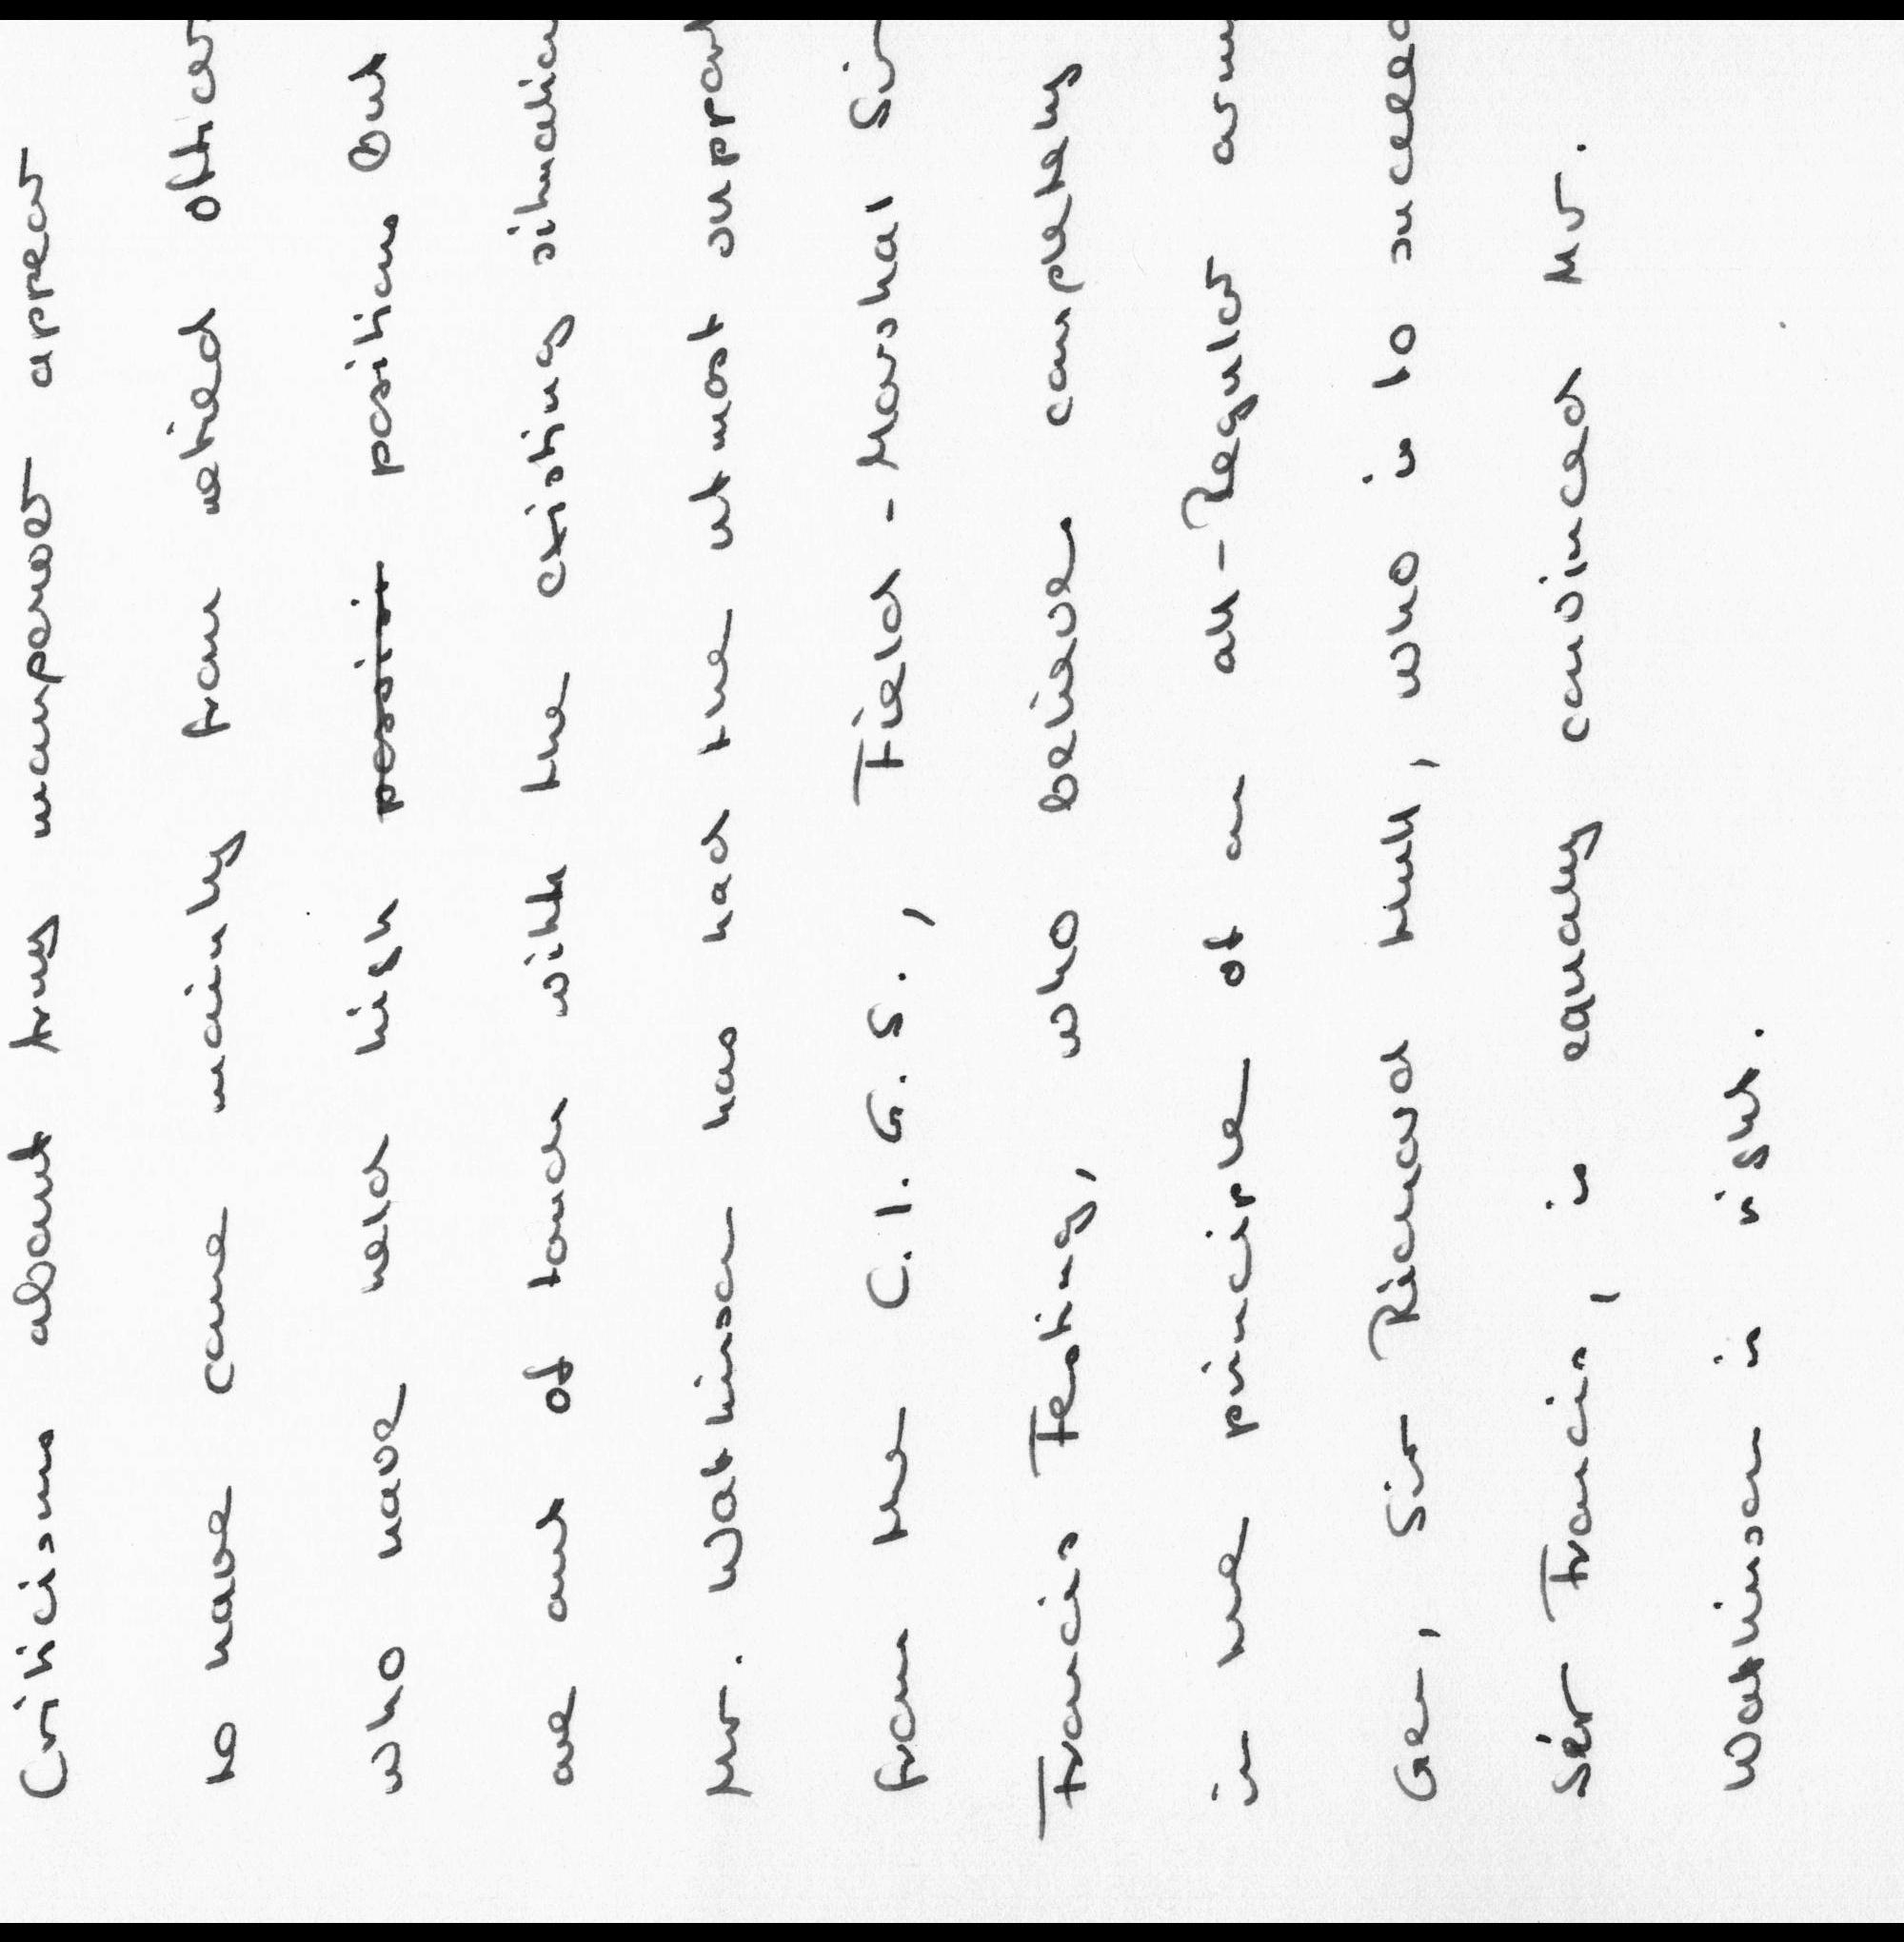 Criticisms about Army manpower appear
to have come mainly from retired officer
who have held high positions But
are out of touch with the existing situation
Mr. Watkinson has had the utmost support
from the C.I.G.S., Field-Marshal Sir
Francis Festing, who believes completely
in the principle of an all-Regular army
Gen, Sir Richard Hull, who is to succeed
Sir Francis, is equally convinced Mr.
Watkinson is right.